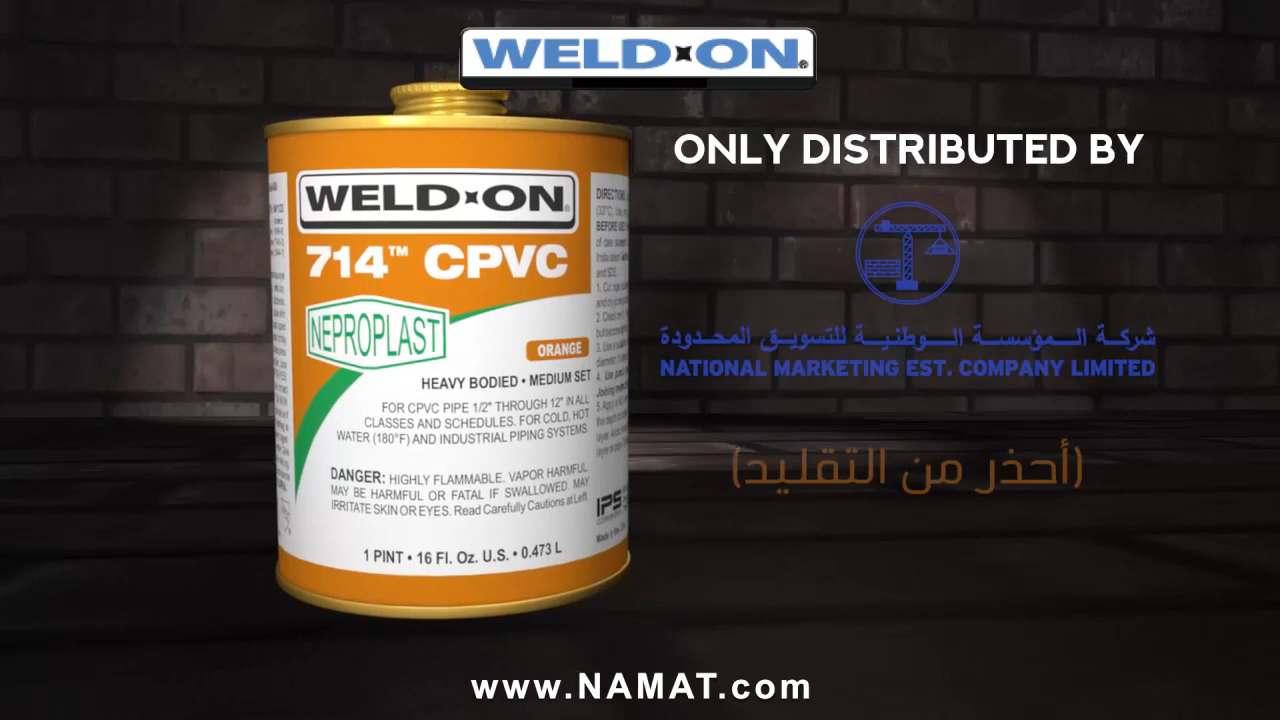 WELD-ON®
ONLY DISTRIBUTED BY
شركة المؤسسة الوطنية للتسويق المحدودة
NATIONAL MARKETING EST. COMPANY LIMITED
(أحذر من التقليد)
WELD-ON®
714™ CPVC
NEPROPLAST
ORANGE
HEAVY BODIED • MEDIUM SET
FOR CPVC PIPE 1/2" THROUGH 12" IN ALL
CLASSES AND SCHEDULES. FOR COLD, HOT
WATER (180°F) AND INDUSTRIAL PIPING SYSTEMS.
DANGER: HIGHLY FLAMMABLE. VAPOR HARMFUL
MAY BE HARMFUL OR FATAL IF SWALLOWED. MAY
IRRITATE SKIN OR EYES. Read Carefully Cautions at Left.
1 PINT • 16 Fl. Oz. U.S. • 0.473 L
IPS
www.NAMAT.com